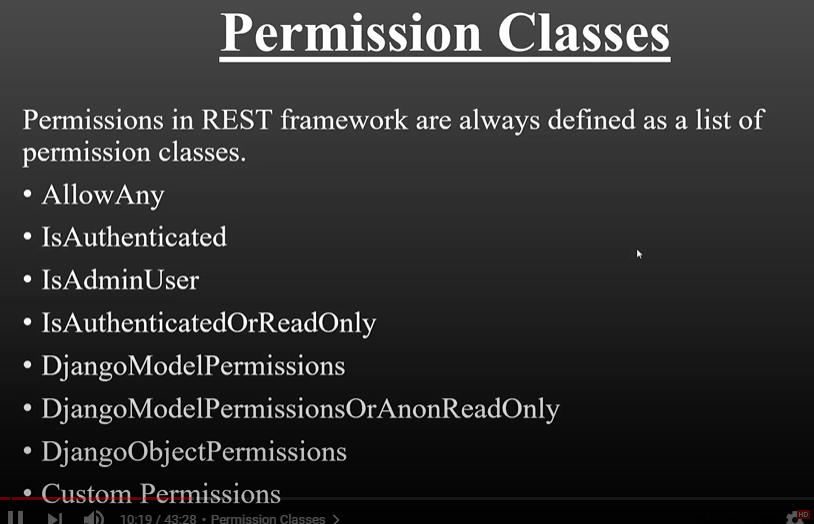 Permission Classes
Permissions in REST framework are always defined as a list of
permission classes.
• AllowAny
• IsAuthenticated
• IsAdminUser
• IsAuthenticatedOrReadOnly
• DjangoModelPermissions
• DjangoModelPermissionsOrAnonReadOnly
• DjangoObjectPermissions
• Custom Permissions
10:19 / 43:28 • Permission Classes
HD